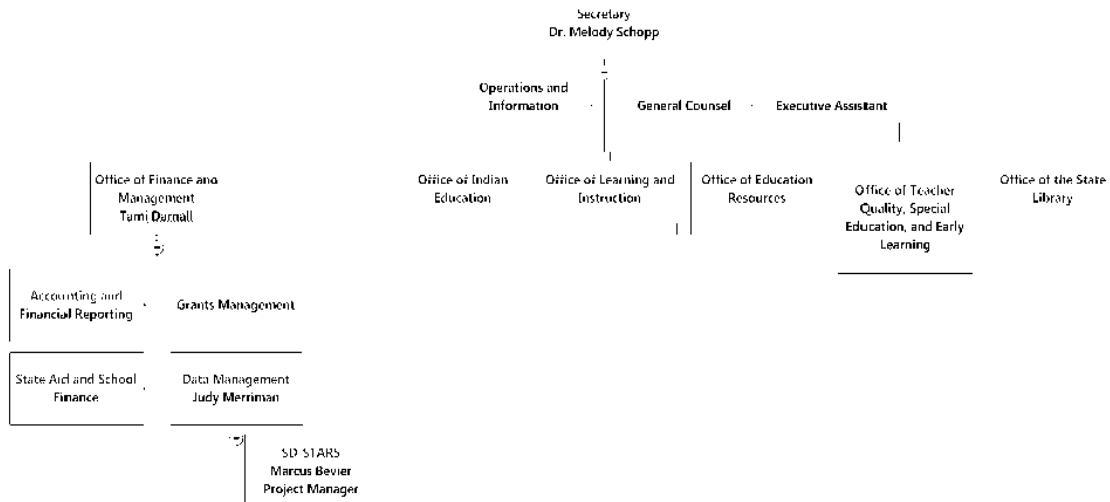 Secretary
Dr. Melody Schopp
Operations and
Information
General Counsel
Executive Assistant
Office of Finance and
Management
Tami Darnall
Office of Indian
Education
Office of Learning and
Instruction
Office of Education
Resources
Office of Teacher
Quality, Special
Education, and Early
Learning
Office of the State
Library
Accounting and
Financial Reporting
Grants Management
State Aid and School
Finance
Data Management
Judy Merriman
SD-STARS
Marcus Bevier
Project Manager